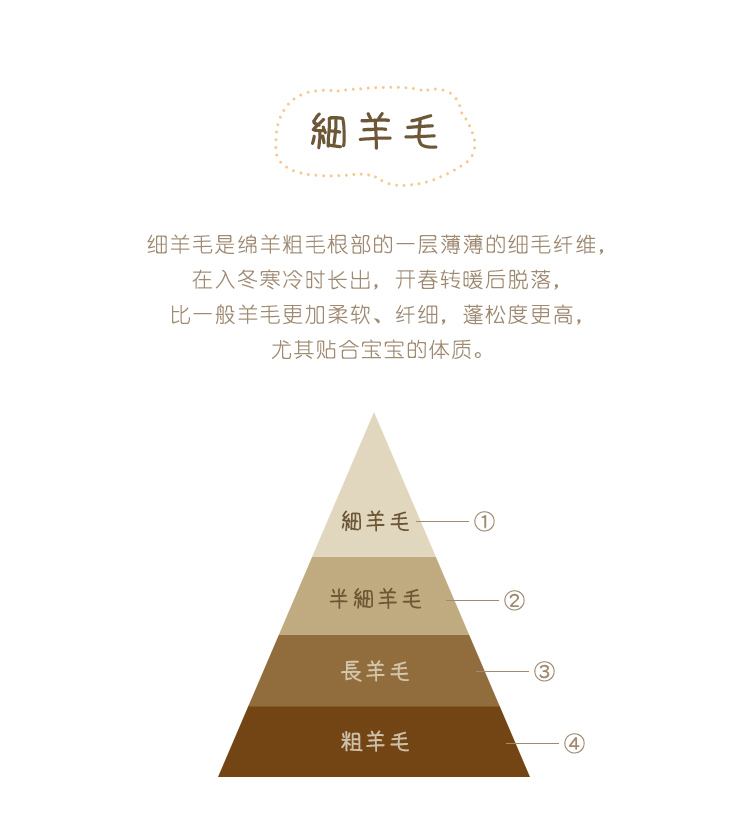 細羊毛
细羊毛是绵羊粗毛根部的一层薄薄的细毛纤维，
在入冬寒冷时长出，开春转暖后脱落，
比一般羊毛更加柔软、纤细，蓬松度更高，
尤其贴合宝宝的体质。
細羊毛 ①
半細羊毛 ②
長羊毛 ③
粗羊毛 ④